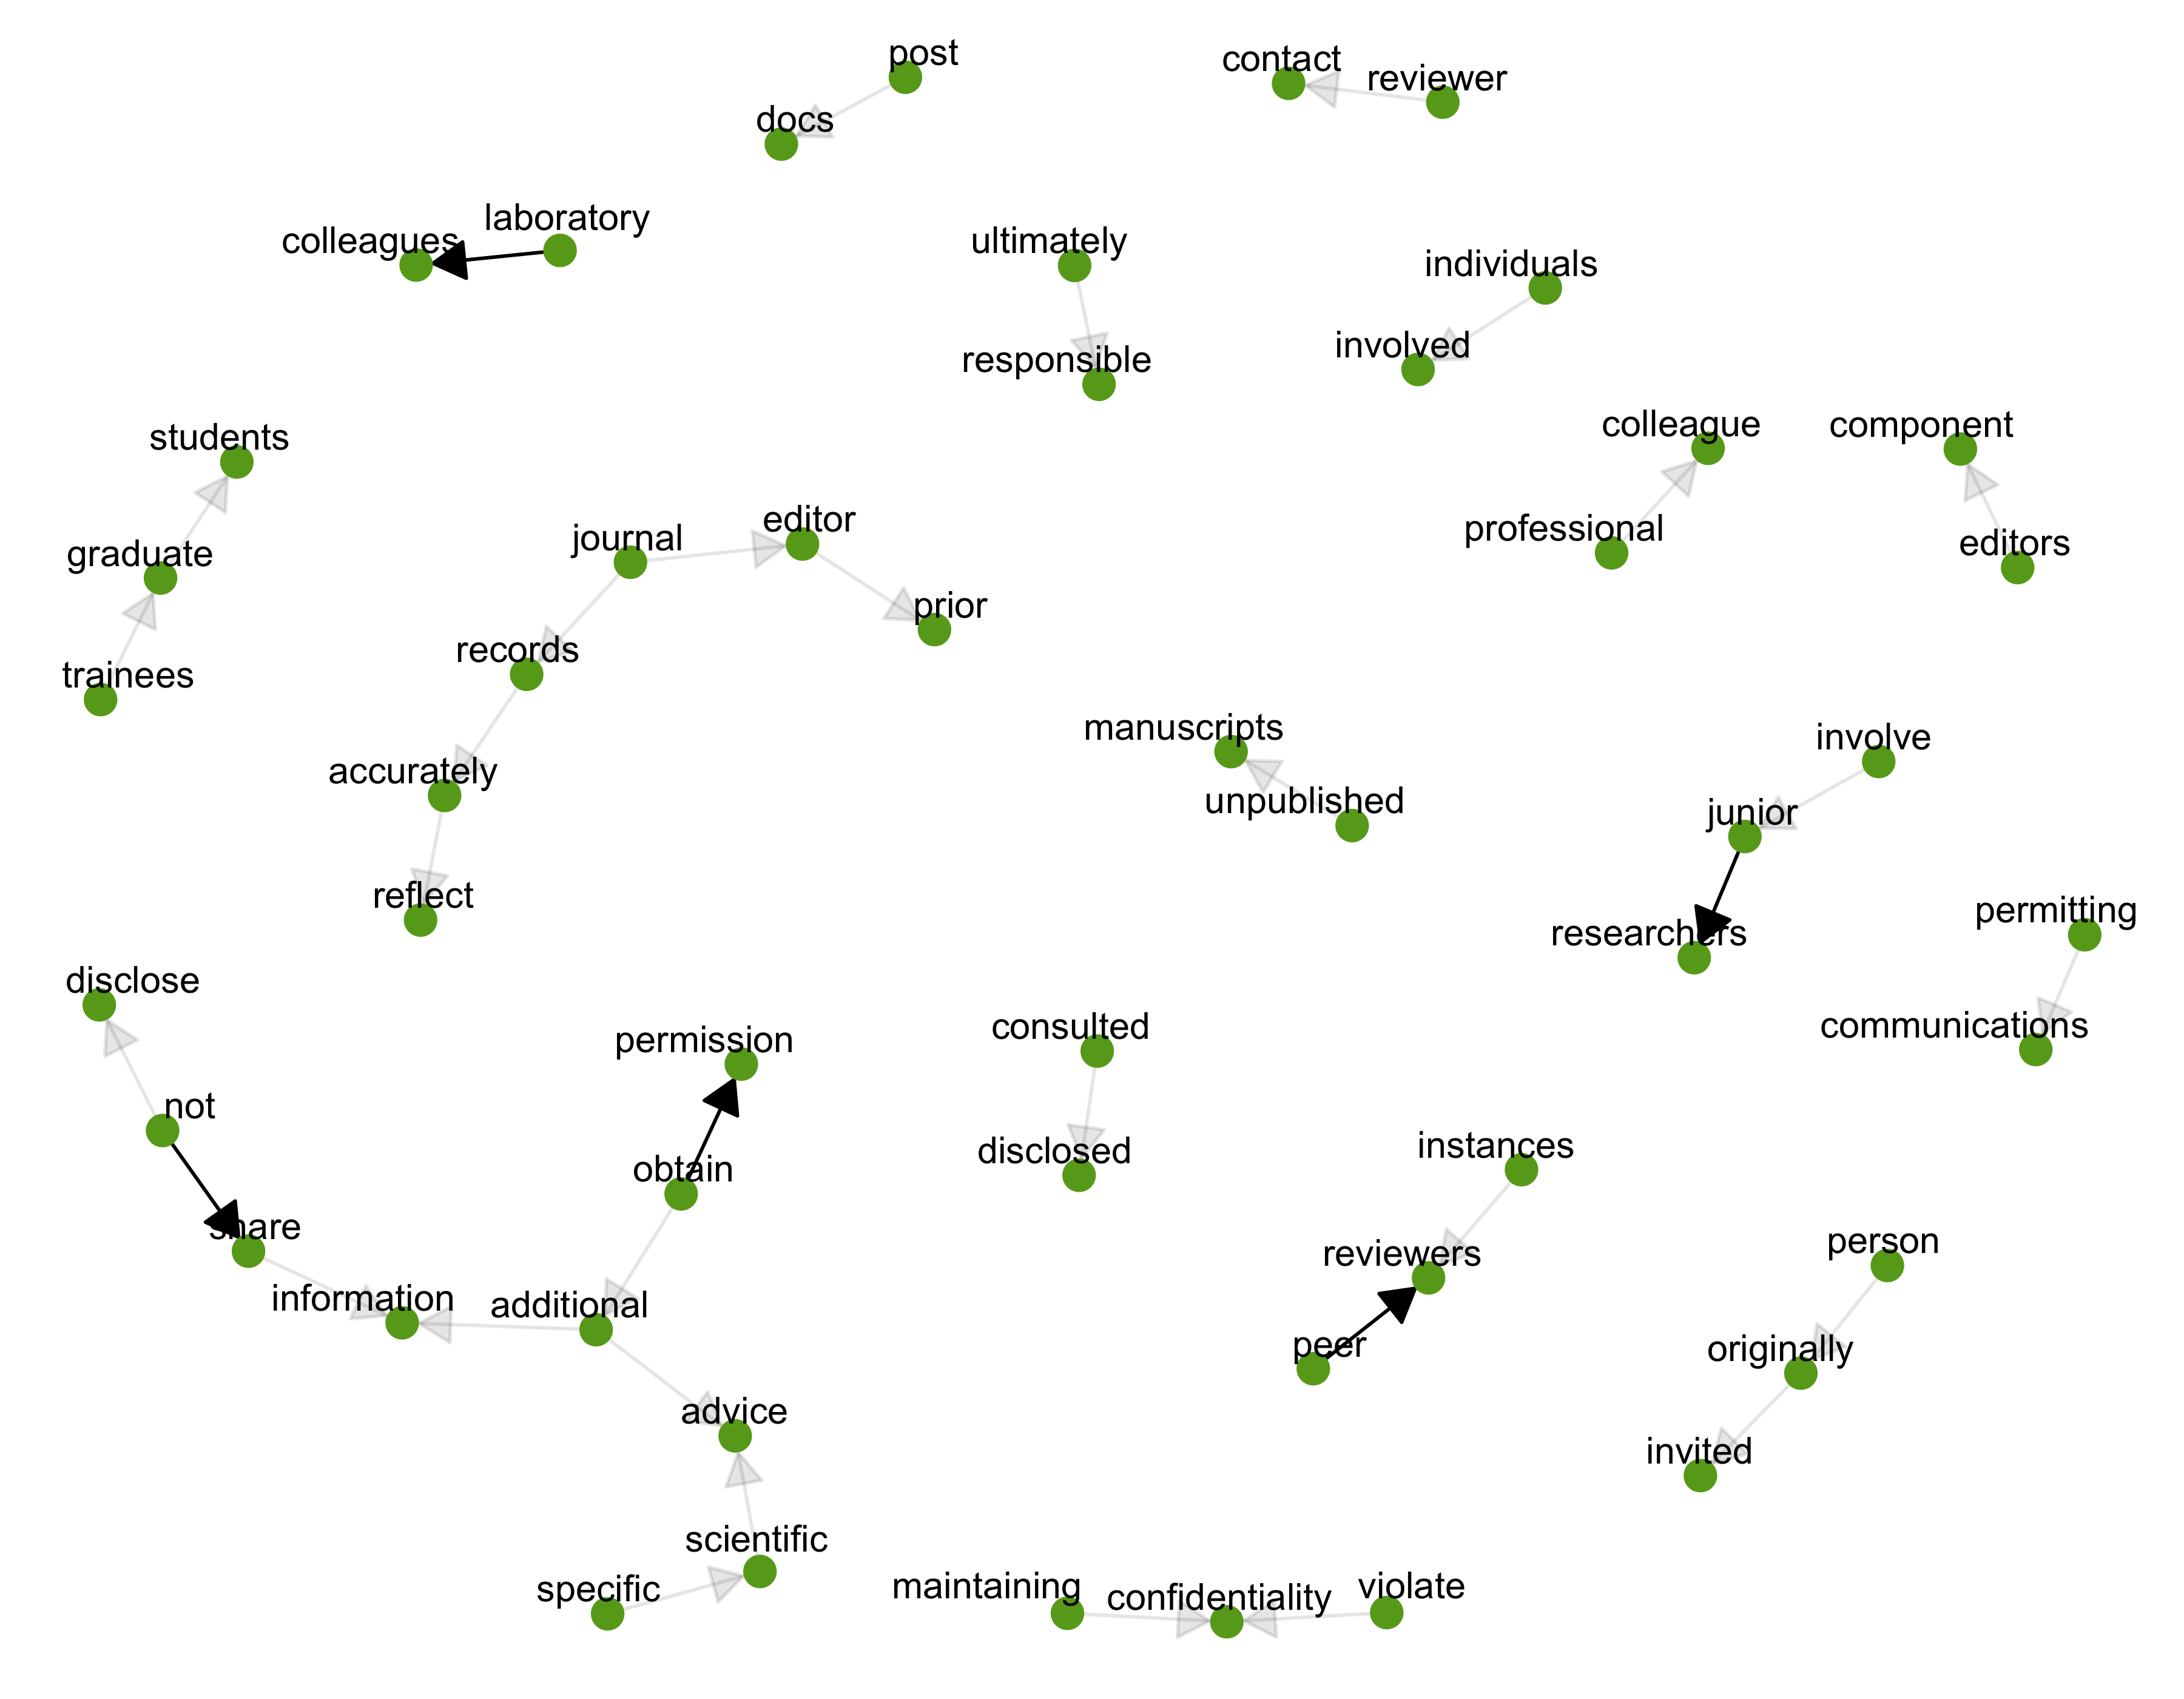 post
contact
reviewer
docs
laboratory
colleagues
ultimately
individuals
responsible
involved
students
colleague
component
journal
editor
professional
editors
graduate
prior
records
trainees
manuscripts
involve
accurately
unpublished
junior
reflect
researchers
permitting
disclose
permission
consulted
communications
not
obtain
disclosed
instances
share
reviewers
person
information
additional
peer
originally
advice
invited
scientific
specific
maintaining
confidentiality
violate